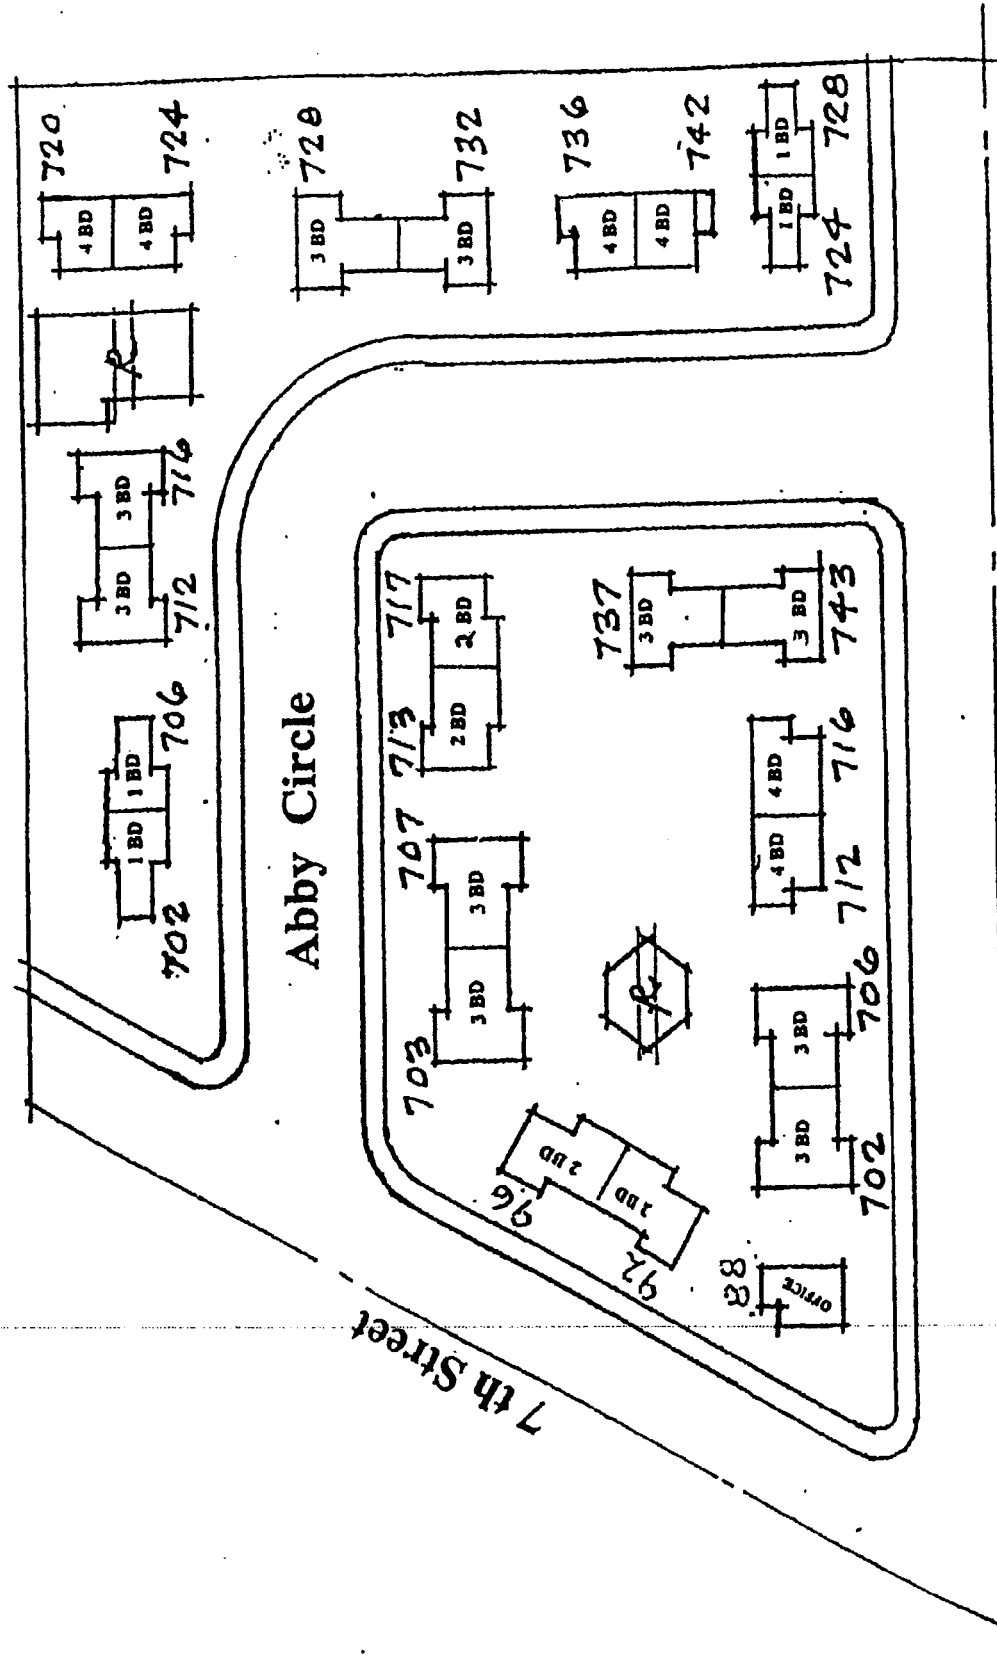 720
4 BD
4 BD
724
728
3 BD
3 BD
732
736
4 BD
4 BD
742
1 BD
1 BD
724
728
R
3 BD
3 BD
712
716
1 BD
1 BD
702
706
Abby Circle
713
717
2 BD
2 BD
703
707
3 BD
3 BD
737
3 BD
3 BD
743
R
4 BD
4 BD
712
716
3 BD
3 BD
702
706
96
2 BD
2 BD
92
88
OFFICE
7 th Street